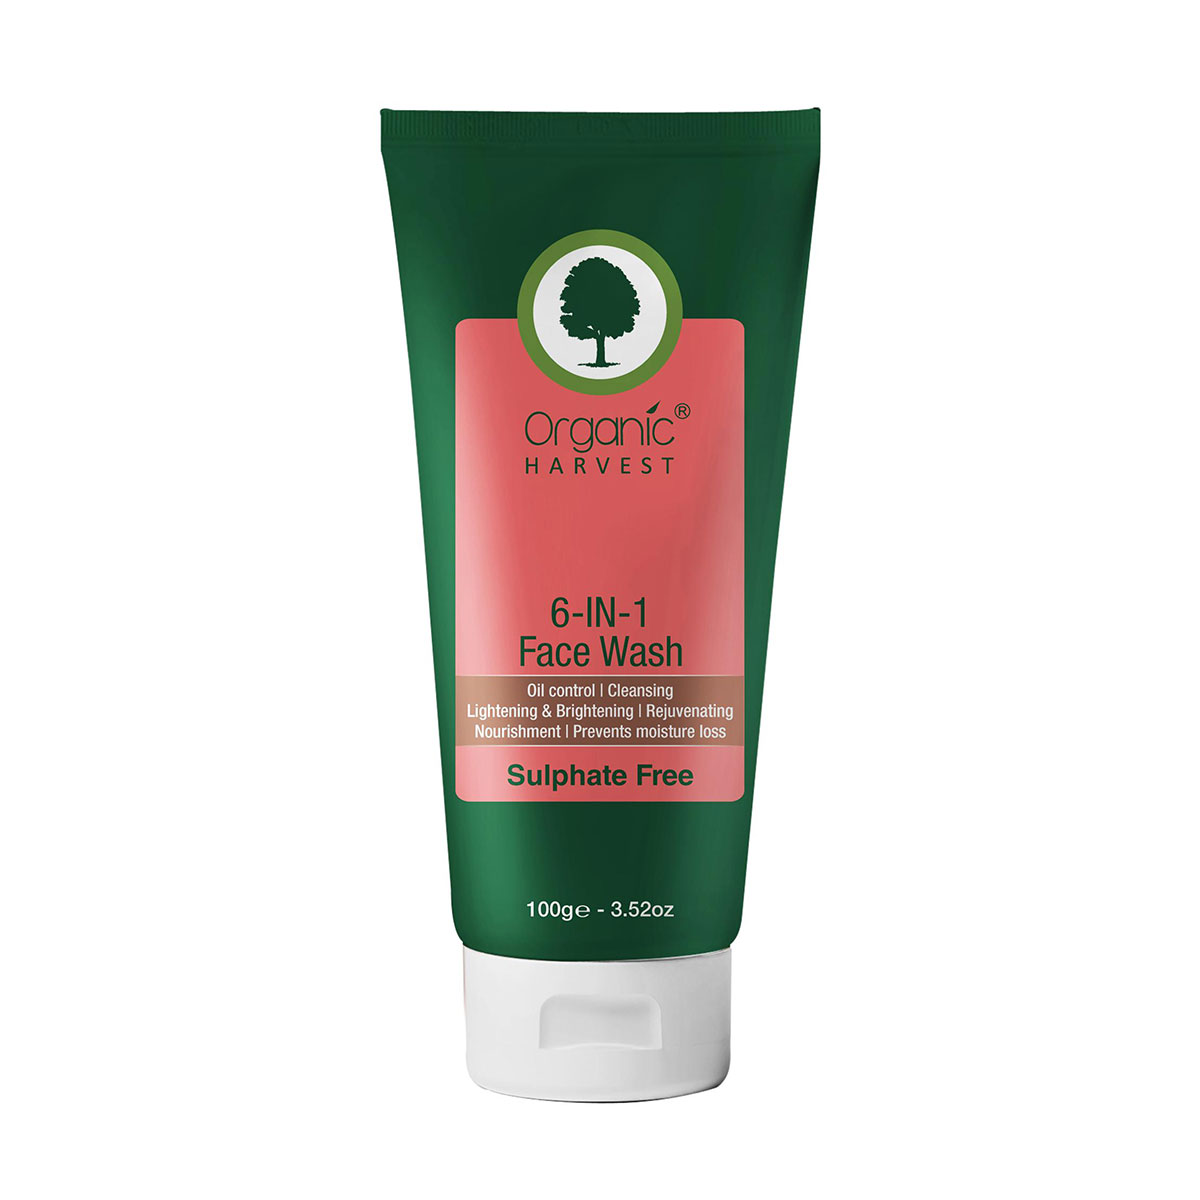 Organic®
HARVEST
6-IN-1
Face Wash
Oil control | Cleansing
Lightening & Brightening | Rejuvenating
Nourishment | Prevents moisture loss
Sulphate Free
100g℮ - 3.52oz